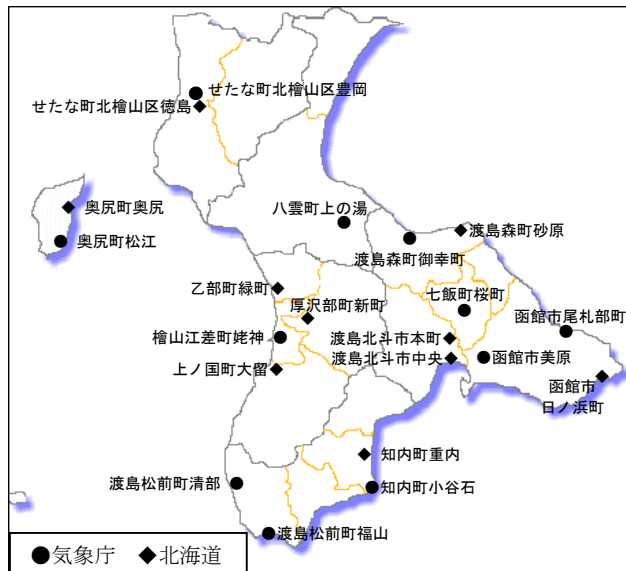 せたな町北檜山区豊岡
せたな町北檜山区徳島
奥尻町奥尻
八雲町上の湯
渡島森町砂原
奥尻町松江
渡島森町御幸町
乙部町緑町
七飯町桜町
厚沢部町新町
函館市尾札部町
檜山江差町姥神
渡島北斗市本町
渡島北斗市中央
函館市美原
上ノ国町大留
函館市
日ノ浜町
知内町重内
渡島松前町清部
知内町小谷石
渡島松前町福山
●気象庁 ◆北海道